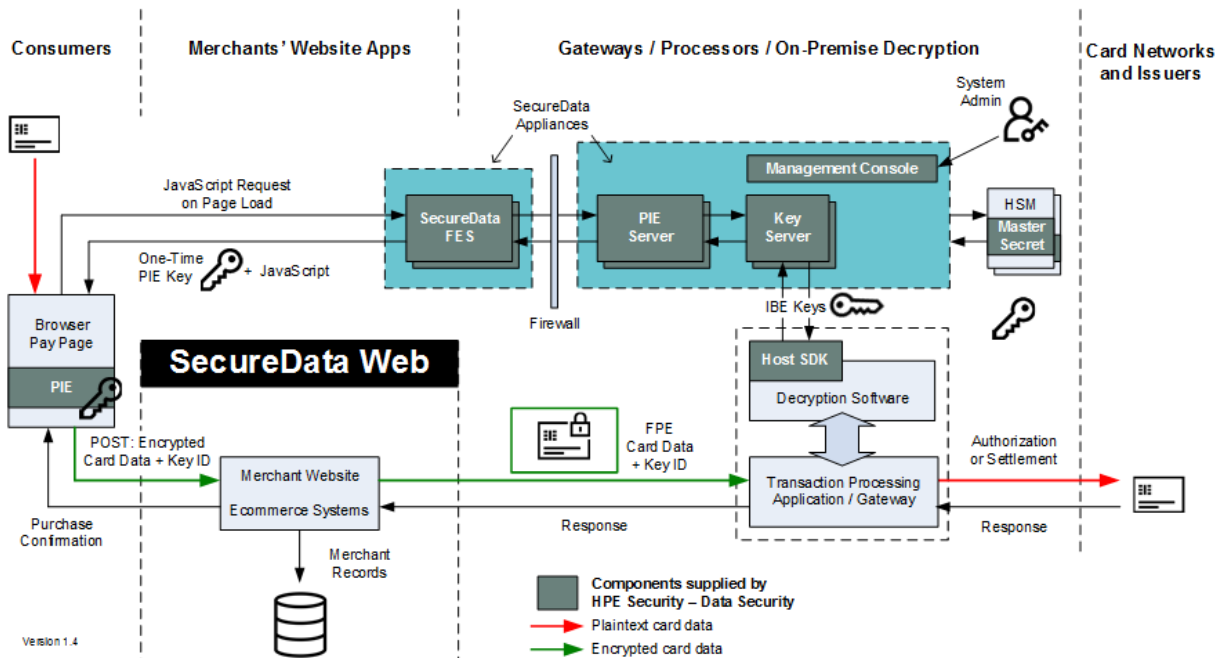 Consumers
Merchants' Website Apps
Gateways / Processors / On-Premise Decryption
Card Networks
and Issuers
System
Admin
SecureData
Appliances
Management Console
JavaScript Request
on Page Load
SecureData
FES
PIE
Server
Key
Server
HSM
Master
Secret
One-Time
PIE Key
+ JavaScript
Firewall
IBE Keys
Browser
Pay Page
PIE
SecureData Web
Host SDK
Decryption Software
POST: Encrypted
Card Data + Key ID
FPE
Card Data
+ Key ID
Authorization
or Settlement
Merchant Website
Ecommerce Systems
Transaction Processing
Application / Gateway
Purchase
Confirmation
Response
Response
Merchant
Records
Components supplied by
HPE Security – Data Security
Plaintext card data
Encrypted card data
Version 1.4